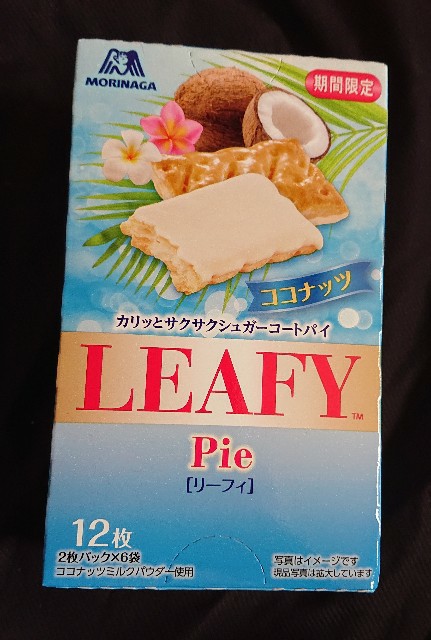 MORINAGA
期間限定
ココナッツ
カリッとサクサクシュガーコートパイ
LEAFY™
Pie
[リーフィ]
12枚
2枚パック×6袋
ココナッツミルクパウダー使用
写真はイメージです
現品写真は拡大しています